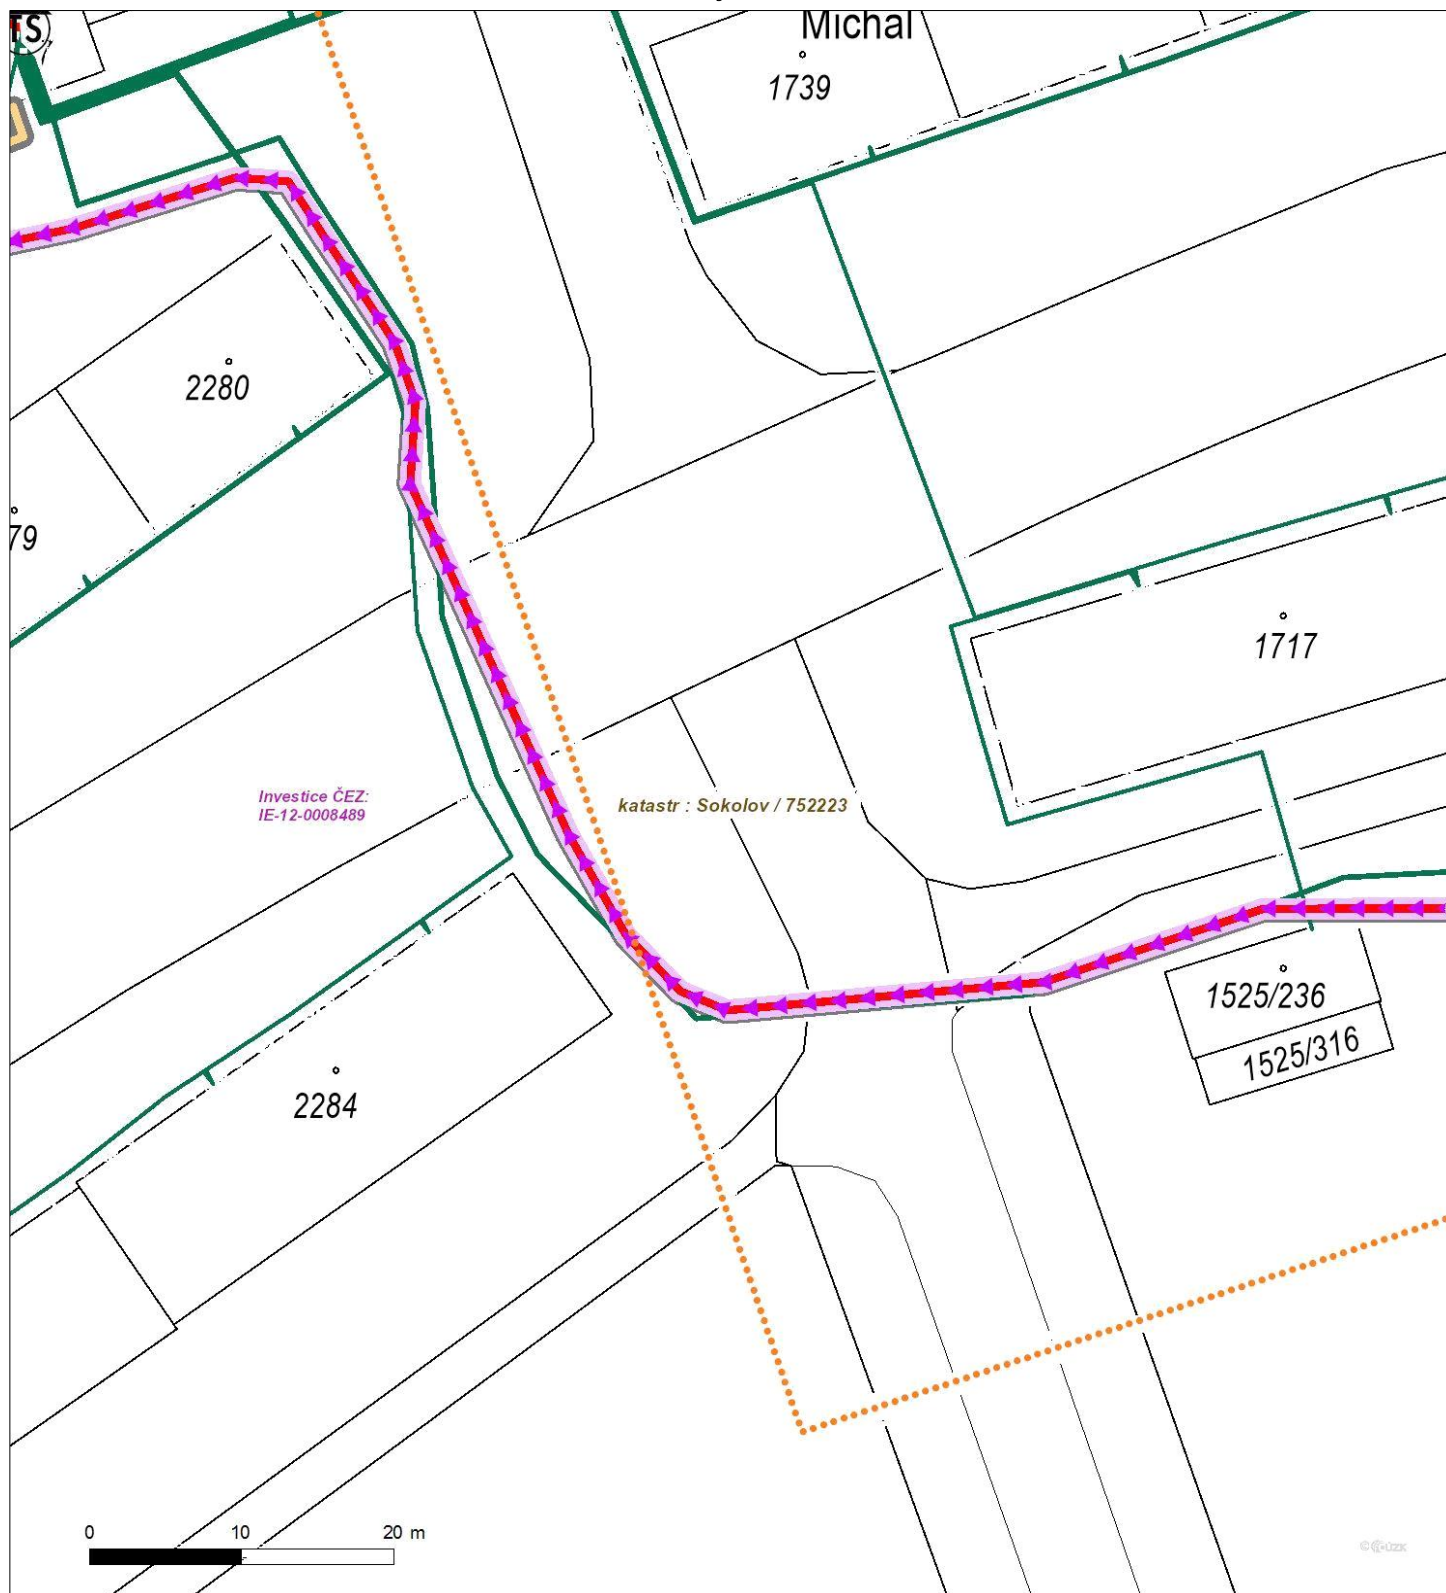 TS
Michal
1739
2280
79
1717
Investice ČEZ:
IE-12-0008489
katastr : Sokolov / 752223
1525/236
1525/316
2284
0 10 20 m
© ČÚZK